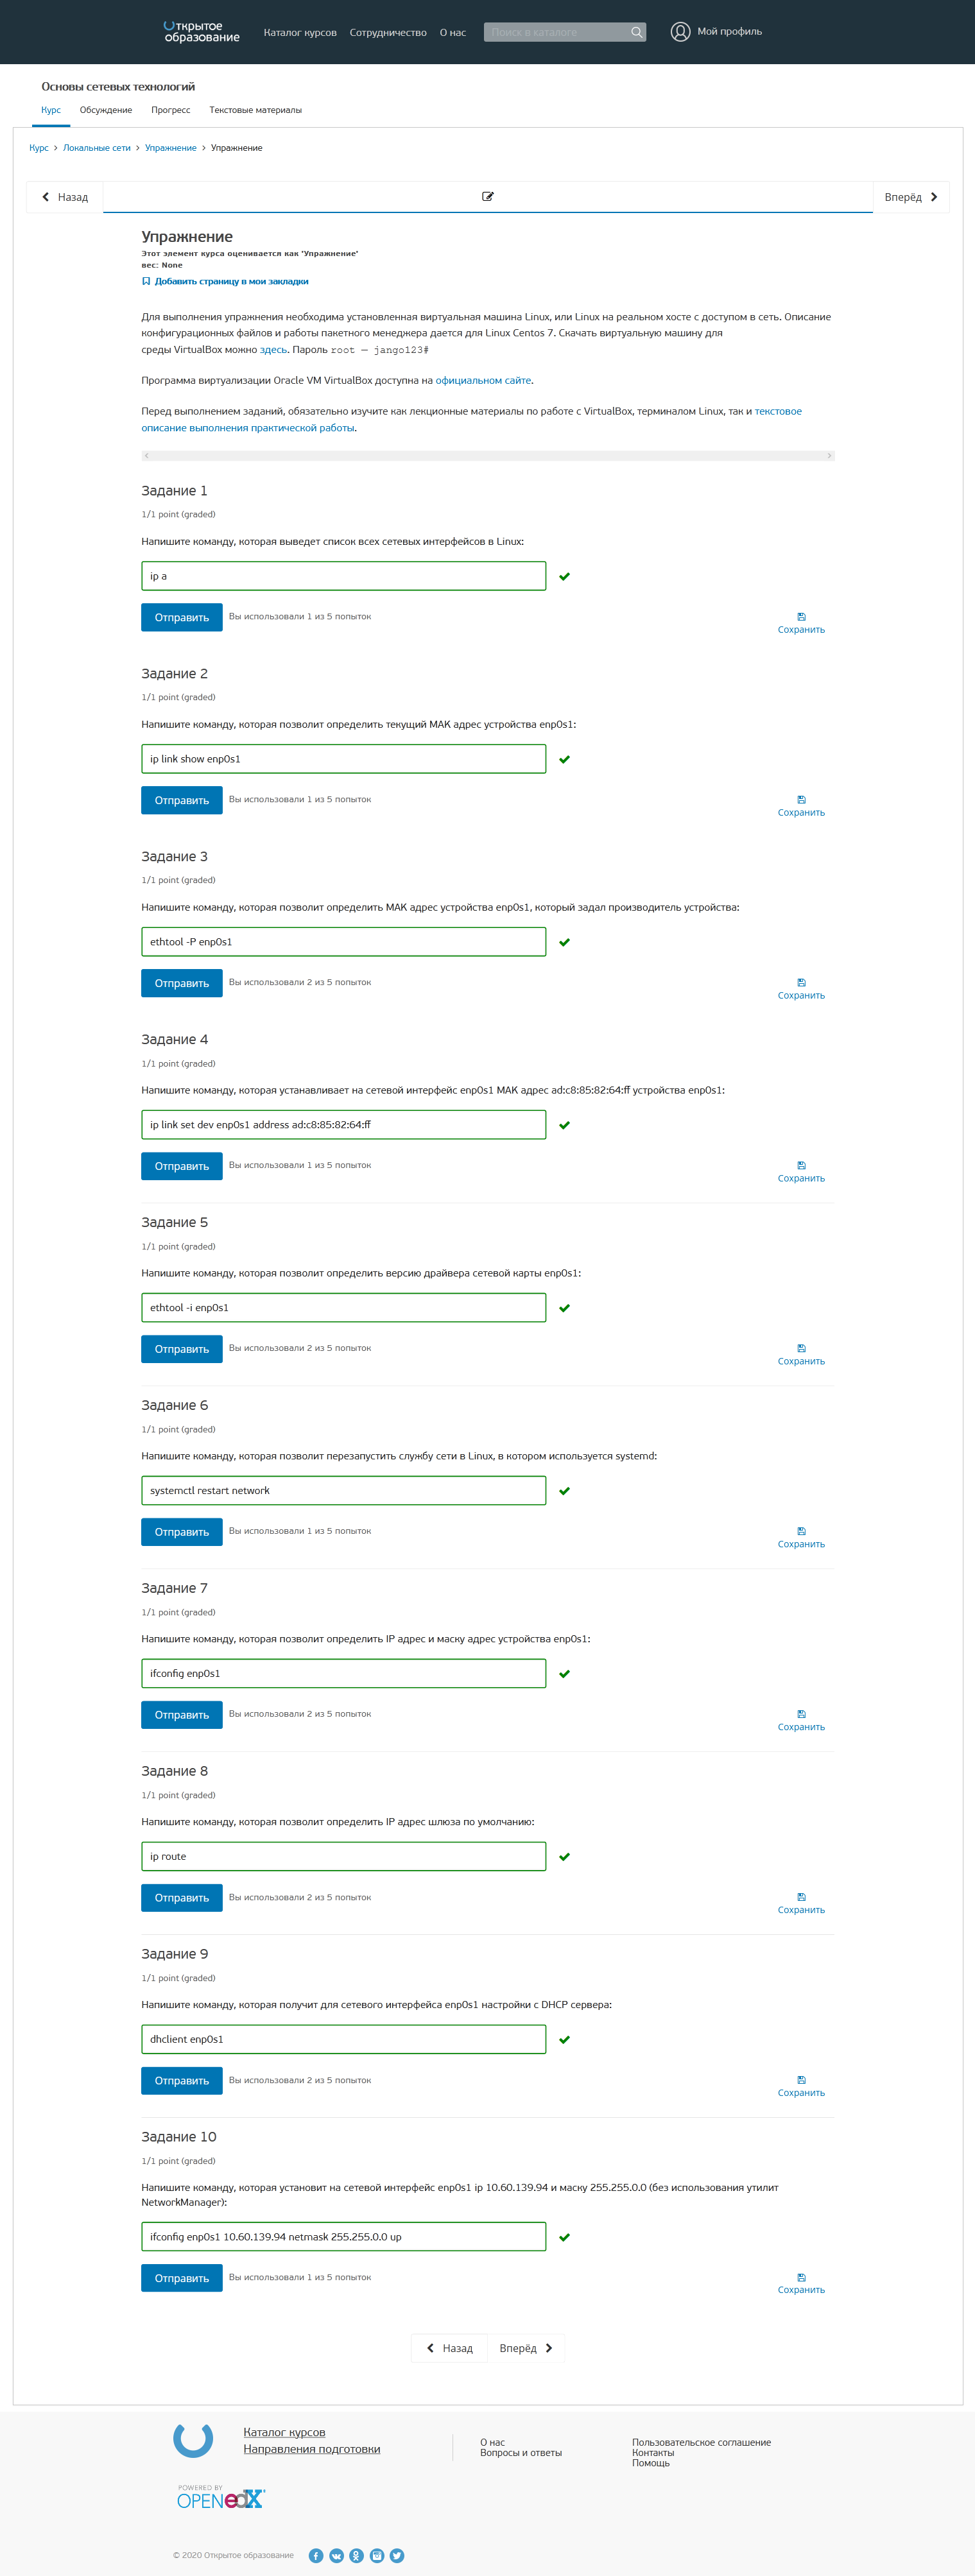 Открытое образование
Каталог курсов Сотрудничество О нас Поиск в каталоге Мой профиль
Основы сетевых технологий
Курс Обсуждение Прогресс Текстовые материалы
Курс > Локальные сети > Упражнение > Упражнение
Назад Вперёд
Упражнение
Этот элемент курса оценивается как 'Упражнение'
вес: None
Добавить страницу в мои закладки
Для выполнения упражнения необходима установленная виртуальная машина Linux, или Linux на реальном хосте с доступом в сеть. Описание
конфигурационных файлов и работы пакетного менеджера дается для Linux Centos 7. Скачать виртуальную машину для
среды VirtualBox можно здесь. Пароль root — jango123#
Программа виртуализации Oracle VM VirtualBox доступна на официальном сайте.
Перед выполнением заданий, обязательно изучите как лекционные материалы по работе с VirtualBox, терминалом Linux, так и текстовое
описание выполнения практической работы.
Задание 1
1/1 point (graded)
Напишите команду, которая выведет список всех сетевых интерфейсов в Linux:
ip a
Отправить Вы использовали 1 из 5 попыток
Сохранить
Задание 2
1/1 point (graded)
Напишите команду, которая позволит определить текущий МАК адрес устройства enp0s1:
ip link show enp0s1
Отправить Вы использовали 1 из 5 попыток
Сохранить
Задание 3
1/1 point (graded)
Напишите команду, которая позволит определить МАК адрес устройства enp0s1, который задал производитель устройства:
ethtool -P enp0s1
Отправить Вы использовали 2 из 5 попыток
Сохранить
Задание 4
1/1 point (graded)
Напишите команду, которая устанавливает на сетевой интерфейс enp0s1 МАК адрес ad:c8:85:82:64:ff устройства enp0s1:
ip link set dev enp0s1 address ad:c8:85:82:64:ff
Отправить Вы использовали 1 из 5 попыток
Сохранить
Задание 5
1/1 point (graded)
Напишите команду, которая позволит определить версию драйвера сетевой карты enp0s1:
ethtool -i enp0s1
Отправить Вы использовали 2 из 5 попыток
Сохранить
Задание 6
1/1 point (graded)
Напишите команду, которая позволит перезапустить службу сети в Linux, в котором используется systemd:
systemctl restart network
Отправить Вы использовали 1 из 5 попыток
Сохранить
Задание 7
1/1 point (graded)
Напишите команду, которая позволит определить IP адрес и маску адрес устройства enp0s1:
ifconfig enp0s1
Отправить Вы использовали 2 из 5 попыток
Сохранить
Задание 8
1/1 point (graded)
Напишите команду, которая позволит определить IP адрес шлюза по умолчанию:
ip route
Отправить Вы использовали 2 из 5 попыток
Сохранить
Задание 9
1/1 point (graded)
Напишите команду, которая получит для сетевого интерфейса enp0s1 настройки с DHCP сервера:
dhclient enp0s1
Отправить Вы использовали 2 из 5 попыток
Сохранить
Задание 10
1/1 point (graded)
Напишите команду, которая установит на сетевой интерфейс enp0s1 ip 10.60.139.94 и маску 255.255.0.0 (без использования утилит
NetworkManager):
ifconfig enp0s1 10.60.139.94 netmask 255.255.0.0 up
Отправить Вы использовали 1 из 5 попыток
Сохранить
Назад Вперёд
Каталог курсов
Направления подготовки
О нас
Вопросы и ответы
Пользовательское соглашение
Контакты
Помощь
POWERED BY
OPEN edX
© 2020 Открытое образование